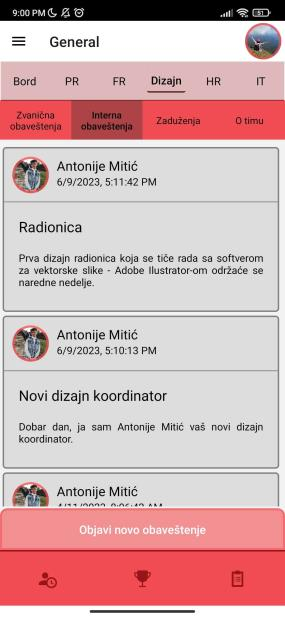 9:00 PM
51
General
Bord PR FR Dizajn HR IT
Zvanična obaveštenja
Interna obaveštenja
Zaduženja
O timu
Antonije Mitić
6/9/2023, 5:11:42 PM
Radionica
Prva dizajn radionica koja se tiče rada sa softverom
za vektorske slike - Adobe Ilustrator-om održaće se
naredne nedelje.
Antonije Mitić
6/9/2023, 5:10:13 PM
Novi dizajn koordinator
Dobar dan, ja sam Antonije Mitić vaš novi dizajn
koordinator.
Antonije Mitić
Objavi novo obaveštenje